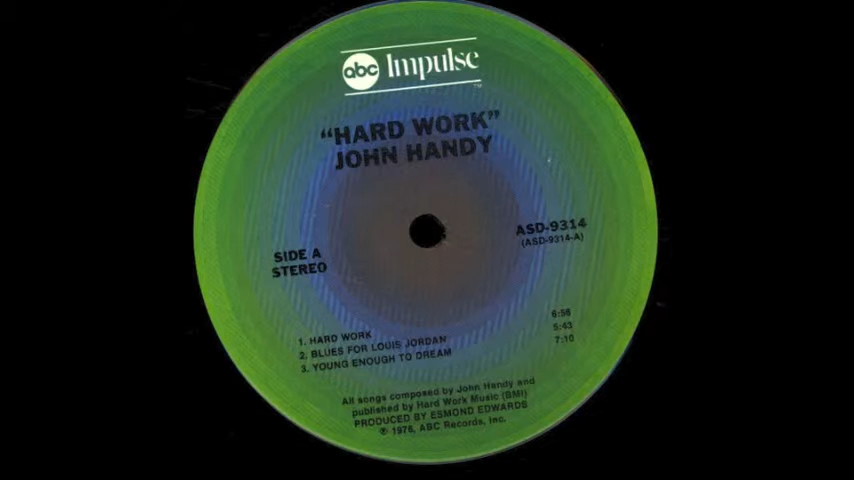 abc Impulse
TM
"HARD WORK"
JOHN HANDY
ASD-9314
(ASD-9314-A)
SIDE A
STEREO
1. HARD WORK 6:58
2. BLUES FOR LOUIS JORDAN 5:43
3. YOUNG ENOUGH TO DREAM 7:10
All songs composed by John Handy and
published by Hard Work Music (BMI)
PRODUCED BY ESMOND EDWARDS
℗ 1976, ABC Records, Inc.